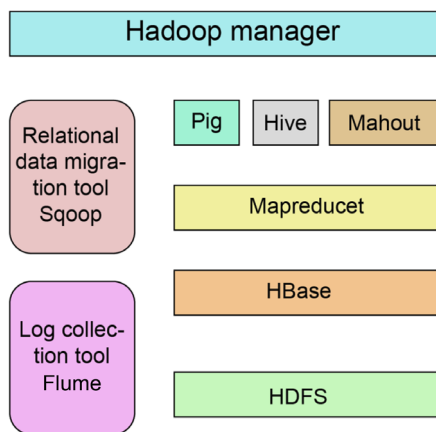 Hadoop manager
Relational
data migra-
tion tool
Sqoop
Pig
Hive
Mahout
Mapreducet
HBase
Log collec-
tion tool
Flume
HDFS